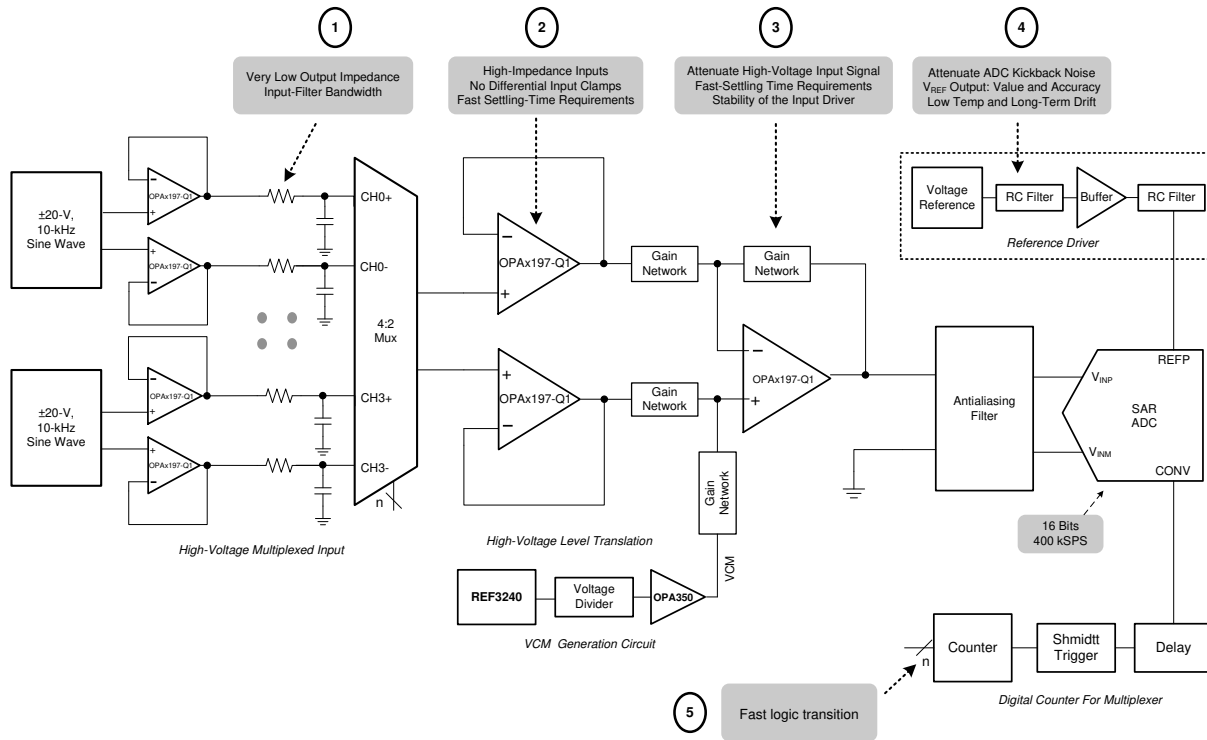 1
2
3
4
Very Low Output Impedance
Input-Filter Bandwidth
High-Impedance Inputs
No Differential Input Clamps
Fast Settling-Time Requirements
Attenuate High-Voltage Input Signal
Fast-Settling Time Requirements
Stability of the Input Driver
Attenuate ADC Kickback Noise
VREF Output: Value and Accuracy
Low Temp and Long-Term Drift
±20-V,
10-kHz
Sine Wave
−
OPAx197-Q1
+
+
OPAx197-Q1
−
±20-V,
10-kHz
Sine Wave
−
OPAx197-Q1
+
+
OPAx197-Q1
−
CH0+
CH0-
4:2
Mux
CH3+
CH3-
n
High-Voltage Multiplexed Input
−
OPAx197-Q1
+
+
OPAx197-Q1
−
Gain
Network
Gain
Network
Gain
Network
Gain
Network
−
OPAx197-Q1
+
High-Voltage Level Translation
VCM
REF3240
Voltage
Divider
OPA350
VCM Generation Circuit
Voltage
Reference
RC Filter
Buffer
RC Filter
Reference Driver
Antialiasing
Filter
REFP
VINP
SAR
ADC
VINM
CONV
16 Bits
400 kSPS
n
Counter
Shmidtt
Trigger
Delay
Digital Counter For Multiplexer
5
Fast logic transition